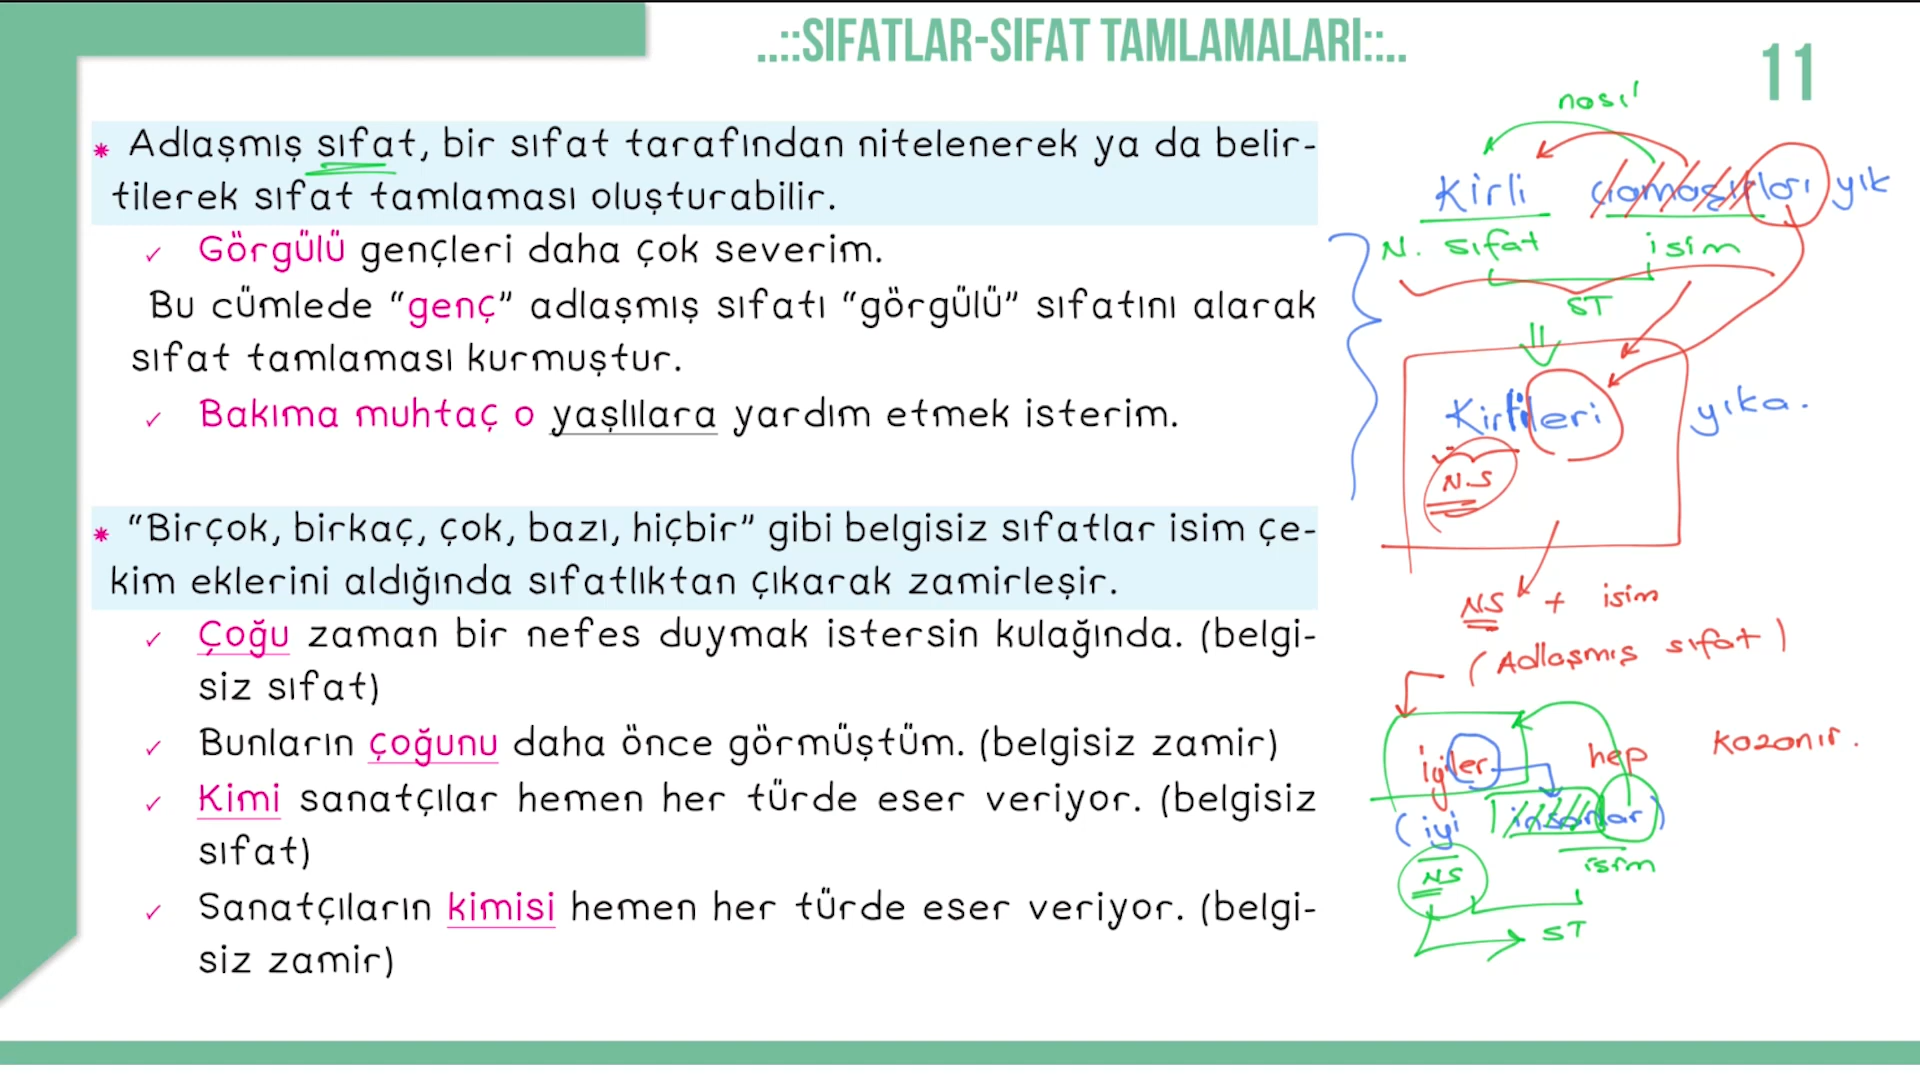 ..::SIFATLAR-SIFAT TAMLAMALARI::..
11
* Adlaşmış sıfat, bir sıfat tarafından nitelenerek ya da belir-
tilerek sıfat tamlaması oluşturabilir.
✓ Görgülü gençleri daha çok severim.
Bu cümlede “genç” adlaşmış sıfatı “görgülü” sıfatını alarak
sıfat tamlaması kurmuştur.
✓ Bakıma muhtaç o yaşlılara yardım etmek isterim.
* “Birçok, birkaç, çok, bazı, hiçbir” gibi belgisiz sıfatlar isim çe-
kim eklerini aldığında sıfatlıktan çıkarak zamirleşir.
✓ Çoğu zaman bir nefes duymak istersin kulağında. (belgi-
siz sıfat)
✓ Bunların çoğunu daha önce görmüştüm. (belgisiz zamir)
✓ Kimi sanatçılar hemen her türde eser veriyor. (belgisiz
sıfat)
✓ Sanatçıların kimisi hemen her türde eser veriyor. (belgi-
siz zamir)
nasıl
Kirli çamaşırları yık
N. sıfat isim
ST
Kirlileri yıka.
N.S
NS + isim
(Adlaşmış sıfat)
iyiler hep kazanır.
(iyi insanlar)
NS isim
ST